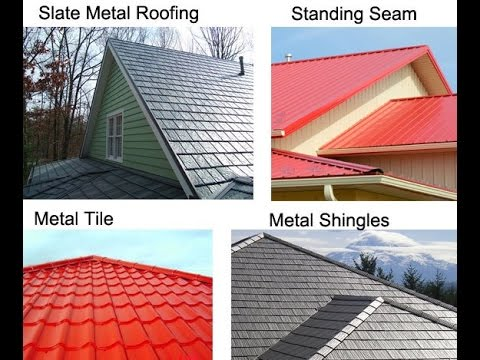 Slate Metal Roofing
Standing Seam
Metal Tile
Metal Shingles